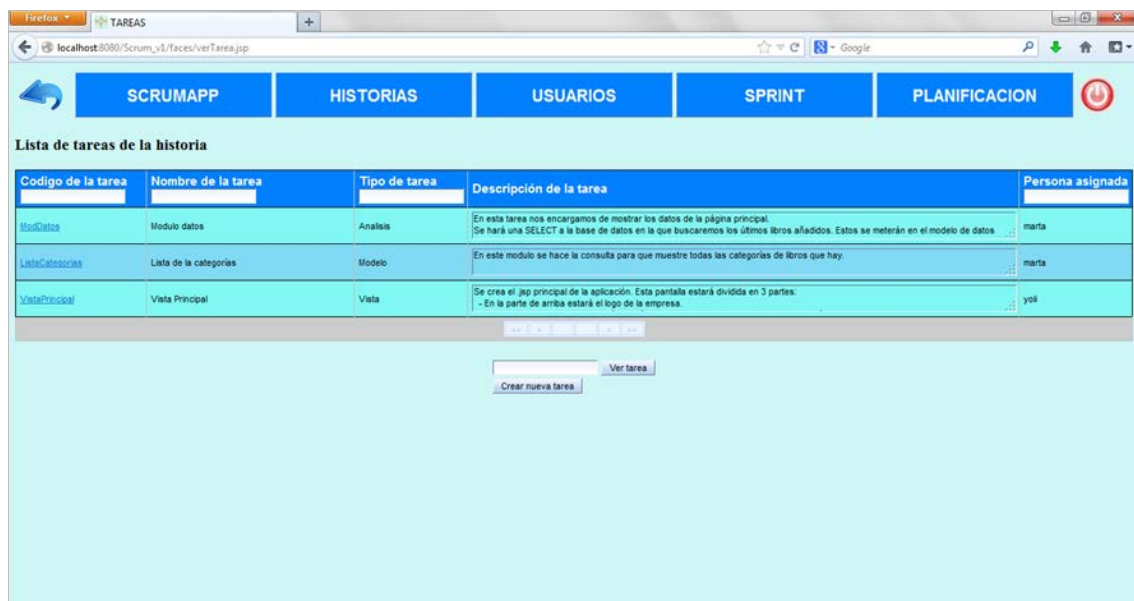 Firefox
TAREAS
localhost:8080/Scrum_v1/faces/verTarea.jsp
Google
SCRUMAPP
HISTORIAS
USUARIOS
SPRINT
PLANIFICACION
Lista de tareas de la historia
Codigo de la tarea
Nombre de la tarea
Tipo de tarea
Descripción de la tarea
Persona asignada
ModDatos
Modulo datos
Analisis
En esta tarea nos encargamos de mostrar los datos de la página principal.
Se hará una SELECT a la base de datos en la que buscaremos los útimos libros añadidos. Estos se meterán en el modelo de datos
marta
ListaCategorias
Lista de la categorías
Modelo
En este modulo se hace la consulta para que muestre todas las categorías de libros que hay.
marta
VistaPrincipal
Vista Principal
Vista
Se crea el .jsp principal de la aplicación. Esta pantalla estará dividida en 3 partes:
- En la parte de arriba estará el logo de la empresa.
yoli
Ver tarea
Crear nueva tarea